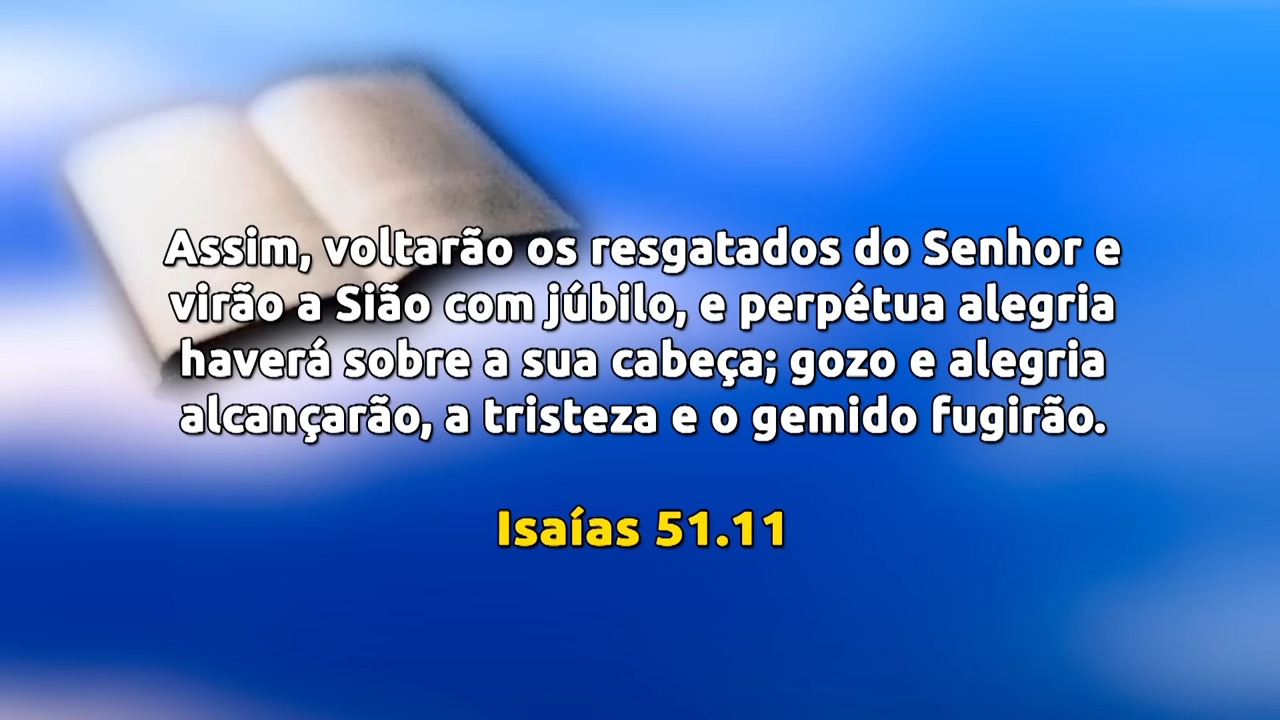 Assim, voltarão os resgatados do Senhor e
virão a Sião com júbilo, e perpétua alegria
haverá sobre a sua cabeça; gozo e alegria
alcançarão, a tristeza e o gemido fugirão.
Isaías 51.11